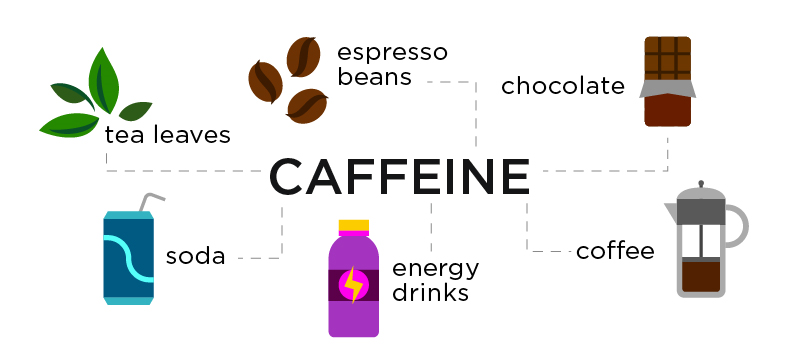 espresso
beans
chocolate
tea leaves
CAFFEINE
soda
energy
drinks
coffee